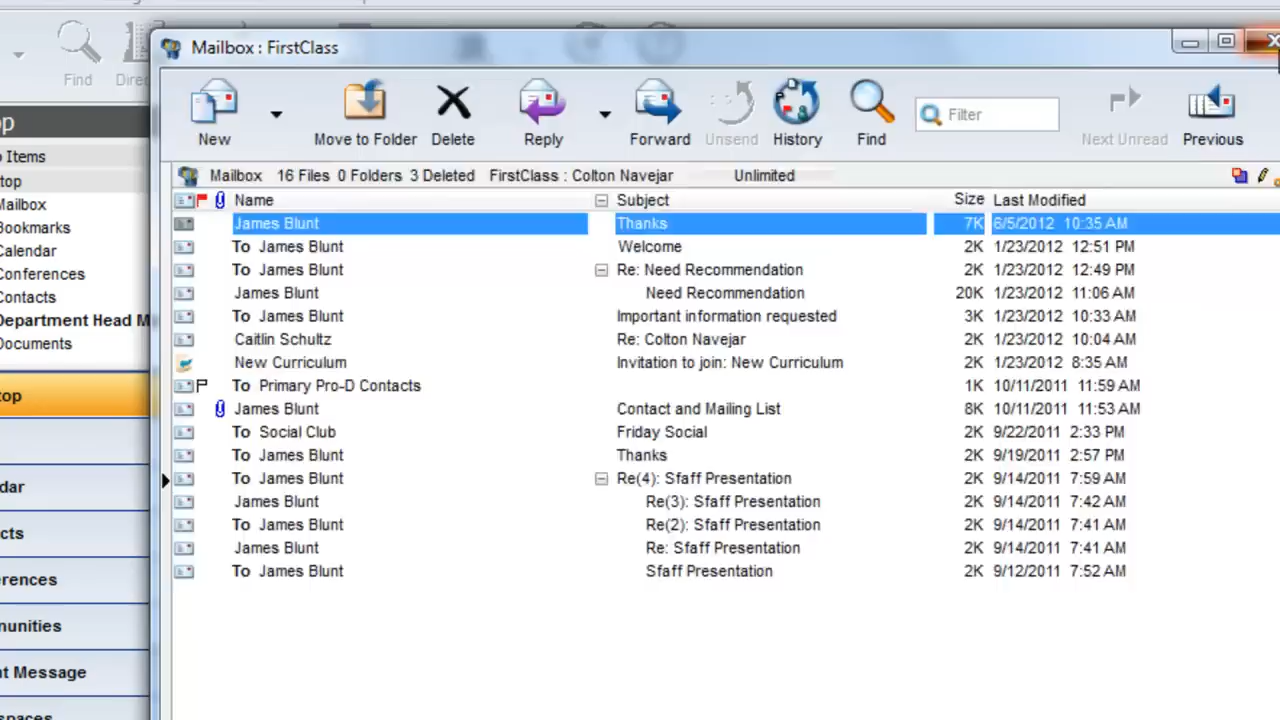 Mailbox : FirstClass
Find
New
Move to Folder
Delete
Reply
Forward
Unsend
History
Find
Filter
Next Unread
Previous
Mailbox 16 Files 0 Folders 3 Deleted FirstClass : Colton Navejar Unlimited
Name Subject Size Last Modified
James Blunt Thanks 7K 6/5/2012 10:35 AM
To James Blunt Welcome 2K 1/23/2012 12:51 PM
To James Blunt Re: Need Recommendation 2K 1/23/2012 12:49 PM
James Blunt Need Recommendation 20K 1/23/2012 11:06 AM
To James Blunt Important information requested 3K 1/23/2012 10:33 AM
Caitlin Schultz Re: Colton Navejar 2K 1/23/2012 10:04 AM
New Curriculum Invitation to join: New Curriculum 2K 1/23/2012 8:35 AM
To Primary Pro-D Contacts 1K 10/11/2011 11:59 AM
James Blunt Contact and Mailing List 8K 10/11/2011 11:53 AM
To Social Club Friday Social 2K 9/22/2011 2:33 PM
To James Blunt Thanks 2K 9/19/2011 2:57 PM
To James Blunt Re(4): Sfaff Presentation 2K 9/14/2011 7:59 AM
James Blunt Re(3): Sfaff Presentation 2K 9/14/2011 7:42 AM
To James Blunt Re(2): Sfaff Presentation 2K 9/14/2011 7:41 AM
James Blunt Re: Sfaff Presentation 2K 9/14/2011 7:41 AM
To James Blunt Sfaff Presentation 2K 9/12/2011 7:52 AM
Items
top
Mailbox
Bookmarks
Calendar
Conferences
Contacts
Department Head M
Documents
top
dar
cts
erences
nunities
nt Message
spaces